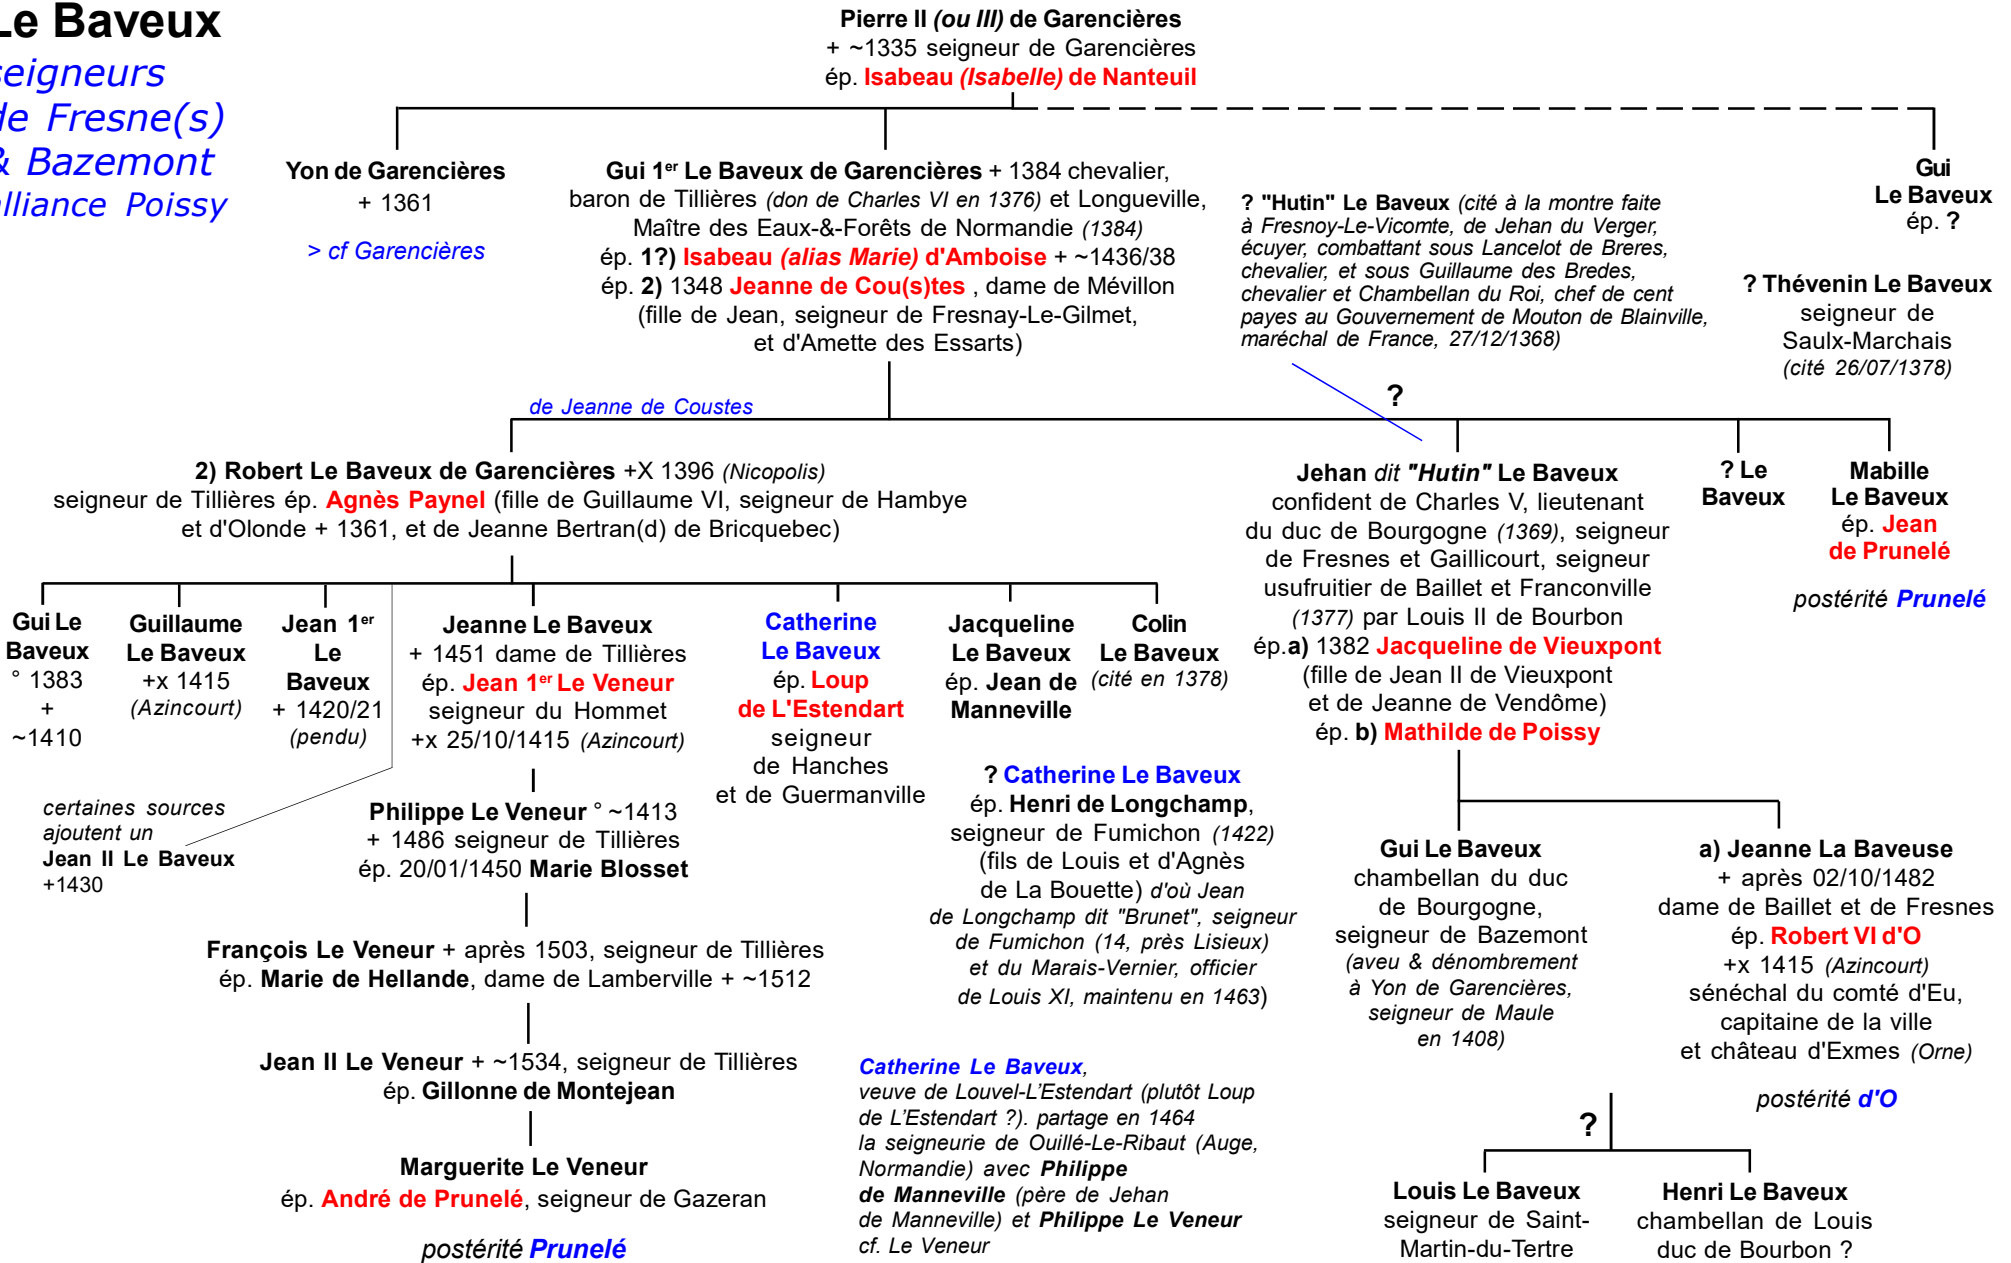 Le Baveux
seigneurs
de Fresne(s)
& Bazemont
alliance Poissy
Pierre II (ou III) de Garencières
+ ~1335 seigneur de Garencières
ép. Isabeau (Isabelle) de Nanteuil
Yon de Garencières
+ 1361
> cf Garencières
Gui 1er Le Baveux de Garencières + 1384 chevalier,
baron de Tillières (don de Charles VI en 1376) et Longueville,
Maître des Eaux-&-Forêts de Normandie (1384)
ép. 1?) Isabeau (alias Marie) d'Amboise + ~1436/38
ép. 2) 1348 Jeanne de Cou(s)tes , dame de Mévillon
(fille de Jean, seigneur de Fresnay-Le-Gilmet,
et d'Amette des Essarts)
? "Hutin" Le Baveux (cité à la montre faite
à Fresnoy-Le-Vicomte, de Jehan du Verger,
écuyer, combattant sous Lancelot de Breres,
chevalier, et sous Guillaume des Bredes,
chevalier et Chambellan du Roi, chef de cent
payes au Gouvernement de Mouton de Blainville,
maréchal de France, 27/12/1368)
Gui
Le Baveux
ép. ?
? Thévenin Le Baveux
seigneur de
Saulx-Marchais
(cité 26/07/1378)
de Jeanne de Coustes
?
2) Robert Le Baveux de Garencières +X 1396 (Nicopolis)
seigneur de Tillières ép. Agnès Paynel (fille de Guillaume VI, seigneur de Hambye
et d'Olonde + 1361, et de Jeanne Bertran(d) de Bricquebec)
Jehan dit "Hutin" Le Baveux
confident de Charles V, lieutenant
du duc de Bourgogne (1369), seigneur
de Fresnes et Gaillicourt, seigneur
usufruitier de Baillet et Franconville
(1377) par Louis II de Bourbon
ép.a) 1382 Jacqueline de Vieuxpont
(fille de Jean II de Vieuxpont
et de Jeanne de Vendôme)
ép. b) Mathilde de Poissy
? Le
Baveux
Mabille
Le Baveux
ép. Jean
de Prunelé
postérité Prunelé
Gui Le
Baveux
° 1383
+
~1410
Guillaume
Le Baveux
+x 1415
(Azincourt)
Jean 1er
Le
Baveux
+ 1420/21
(pendu)
Jeanne Le Baveux
+ 1451 dame de Tillières
ép. Jean 1er Le Veneur
seigneur du Hommet
+x 25/10/1415 (Azincourt)
Catherine
Le Baveux
ép. Loup
de L'Estendart
seigneur
de Hanches
et de Guermanville
Jacqueline
Le Baveux
ép. Jean de
Manneville
Colin
Le Baveux
(cité en 1378)
certaines sources
ajoutent un
Jean II Le Baveux
+1430
Philippe Le Veneur ° ~1413
+ 1486 seigneur de Tillières
ép. 20/01/1450 Marie Blosset
? Catherine Le Baveux
ép. Henri de Longchamp,
seigneur de Fumichon (1422)
(fils de Louis et d'Agnès
de La Bouette) d'où Jean
de Longchamp dit "Brunet", seigneur
de Fumichon (14, près Lisieux)
et du Marais-Vernier, officier
de Louis XI, maintenu en 1463)
Gui Le Baveux
chambellan du duc
de Bourgogne,
seigneur de Bazemont
(aveu & dénombrement
à Yon de Garencières,
seigneur de Maule
en 1408)
a) Jeanne La Baveuse
+ après 02/10/1482
dame de Baillet et de Fresnes
ép. Robert VI d'O
+x 1415 (Azincourt)
sénéchal du comté d'Eu,
capitaine de la ville
et château d'Exmes (Orne)
postérité d'O
François Le Veneur + après 1503, seigneur de Tillières
ép. Marie de Hellande, dame de Lamberville + ~1512
Jean II Le Veneur + ~1534, seigneur de Tillières
ép. Gillonne de Montejean
Marguerite Le Veneur
ép. André de Prunelé, seigneur de Gazeran
postérité Prunelé
Catherine Le Baveux,
veuve de Louvel-L'Estendart (plutôt Loup
de L'Estendart ?). partage en 1464
la seigneurie de Ouillé-Le-Ribaut (Auge,
Normandie) avec Philippe
de Manneville (père de Jehan
de Manneville) et Philippe Le Veneur
cf. Le Veneur
?
Louis Le Baveux
seigneur de Saint-
Martin-du-Tertre
Henri Le Baveux
chambellan de Louis
duc de Bourbon ?